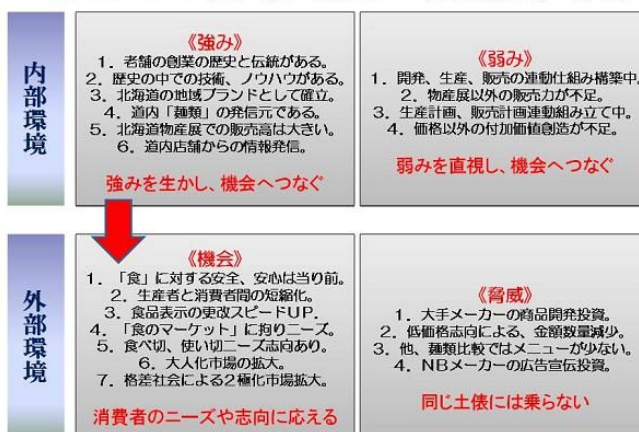 内部環境
《強み》
1. 老舗の創業の歴史と伝統がある。
2. 歴史の中での技術、ノウハウがある。
3. 北海道の地域ブランドとして確立。
4. 道内「麺類」の発信元である。
5. 北海道物産展での販売高は大きい。
6. 道内店舗からの情報発信。
強みを生かし、機会へつなぐ
《弱み》
1. 開発、生産、販売の連動仕組み構築中。
2. 物産展以外の販売力が不足。
3. 生産計画、販売計画連動組み立て中。
4. 価格以外の付加価値創造が不足。
弱みを直視し、機会へつなぐ
外部環境
《機会》
1. 「食」に対する安全、安心は当り前。
2. 生産者と消費者間の短縮化。
3. 食品表示の更改スピードUP.
4. 「食のマーケット」に拘りニーズ。
5. 食べ切、使い切ニーズ志向あり。
6. 大人化市場の拡大。
7. 格差社会による2極化市場拡大。
消費者のニーズや志向に応える
《脅威》
1. 大手メーカーの商品開発投資。
2. 低価格志向による、金額数量減少。
3. 他、麺類比較ではメニューが少ない。
4. NBメーカーの広告宣伝投資。
同じ土俵には乗らない